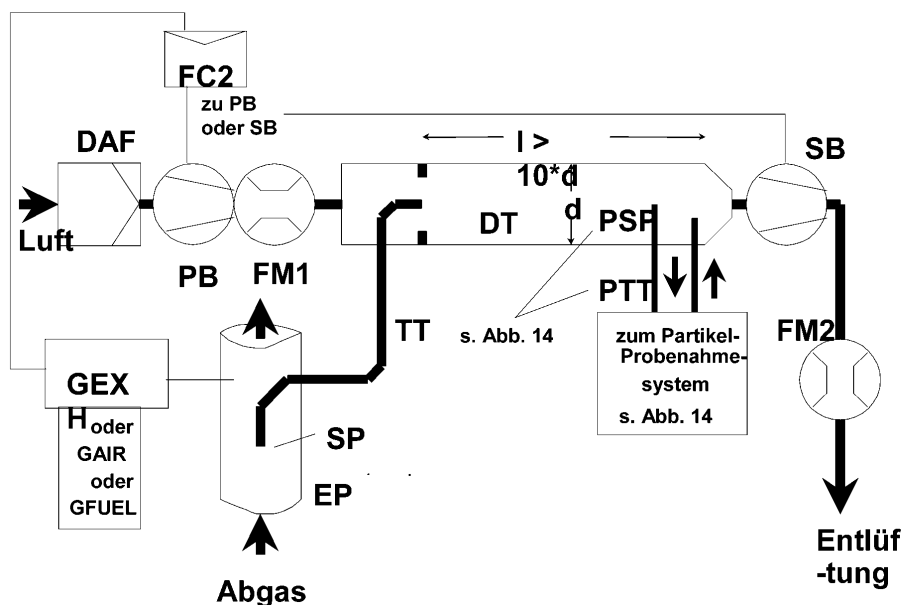 FC2
zu PB
oder SB
DAF
l >
10*d
d
SB
Luft
DT
PSP
PB
FM1
PTT
TT
s. Abb. 14
zum Partikel-
Probenahme-
system
s. Abb. 14
FM2
GEX
H oder
GAIR
oder
GFUEL
SP
EP
Abgas
Entlüf
-tung